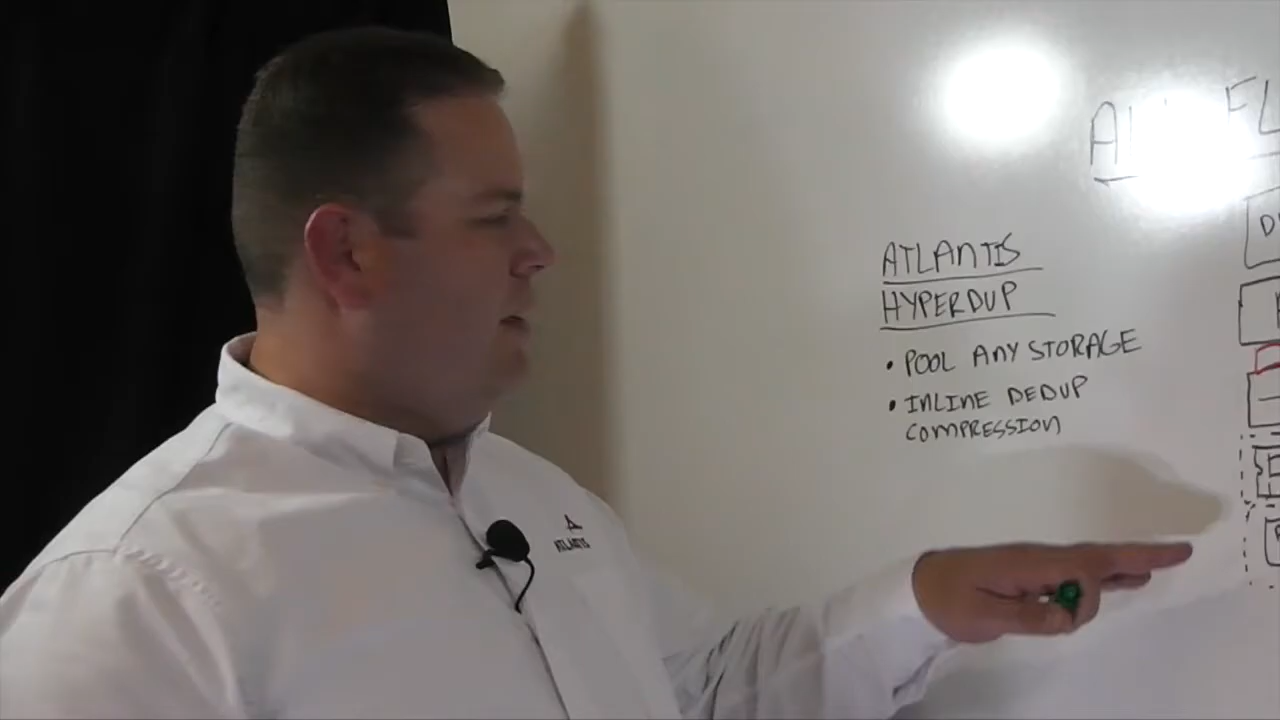 ATLANTIS
HYPERDUP
• POOL ANY STORAGE
• INLINE DEDUP
COMPRESSION
ATLANTIS